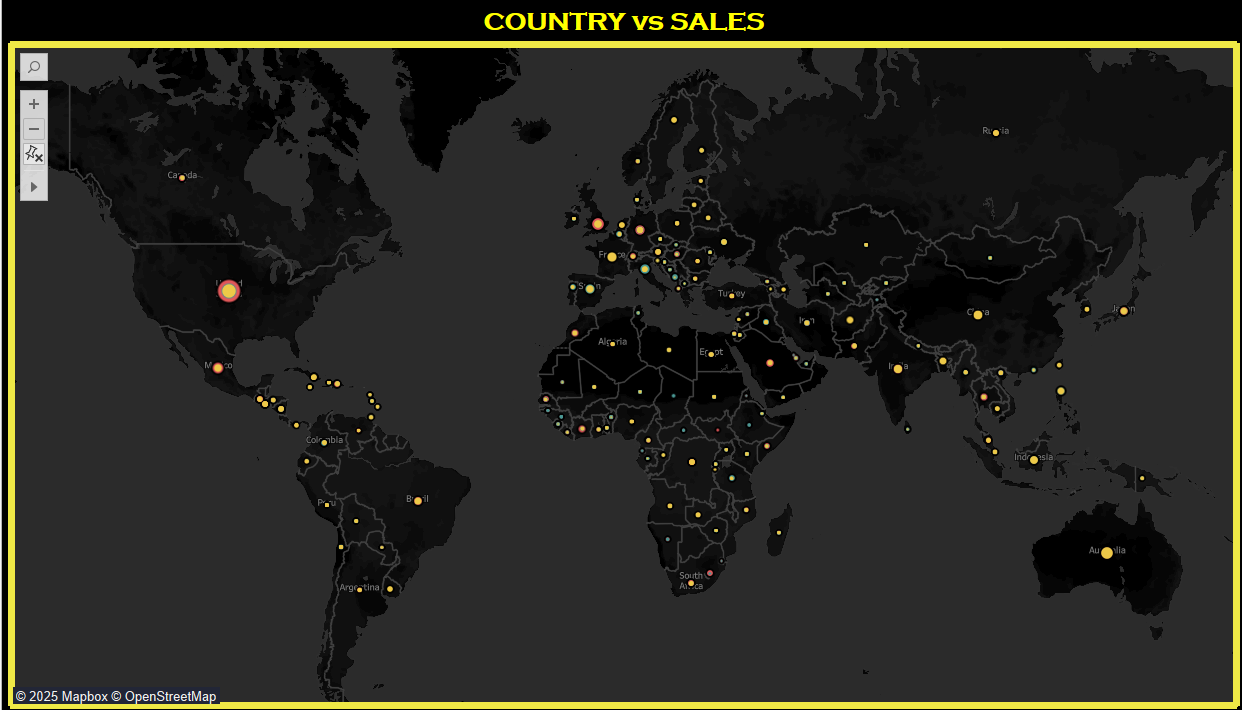 COUNTRY vs SALES
Russia
Canada
France
Spain
Turkey
China
Japan
Iran
Algeria
Egypt
Mexico
India
Colombia
Indonesia
Peru
Brazil
Australia
South
Africa
Argentina
© 2025 Mapbox © OpenStreetMap